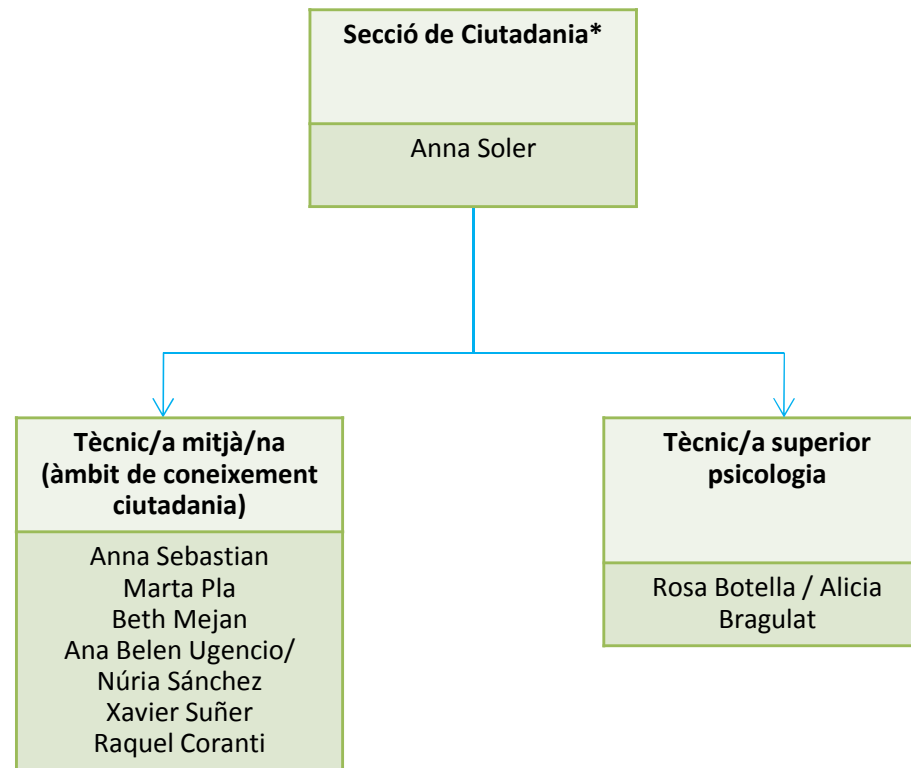 Secció de Ciutadania*
Anna Soler
Tècnic/a mitjà/na
(àmbit de coneixement
ciutadania)
Anna Sebastian
Marta Pla
Beth Mejan
Ana Belen Ugencio/
Núria Sánchez
Xavier Suñer
Raquel Coranti
Tècnic/a superior
psicologia
Rosa Botella / Alicia
Bragulat